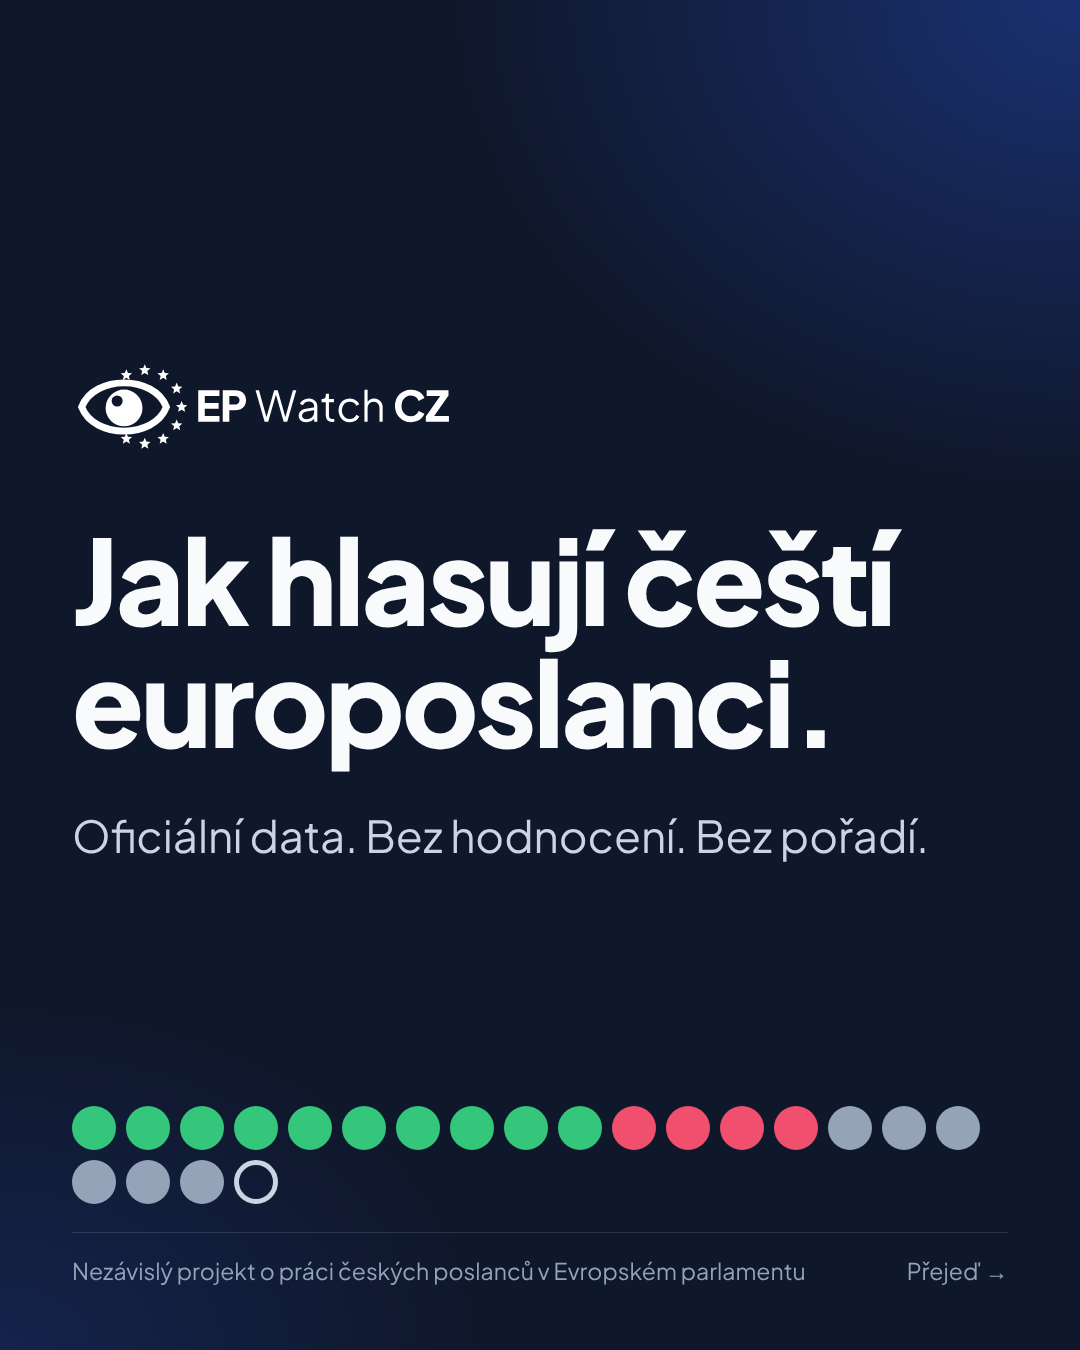 EP Watch CZ
Jak hlasují čeští
europoslanci.
Oficiální data. Bez hodnocení. Bez pořadí.
Nezávislý projekt o práci českých poslanců v Evropském parlamentu
Přejeď →